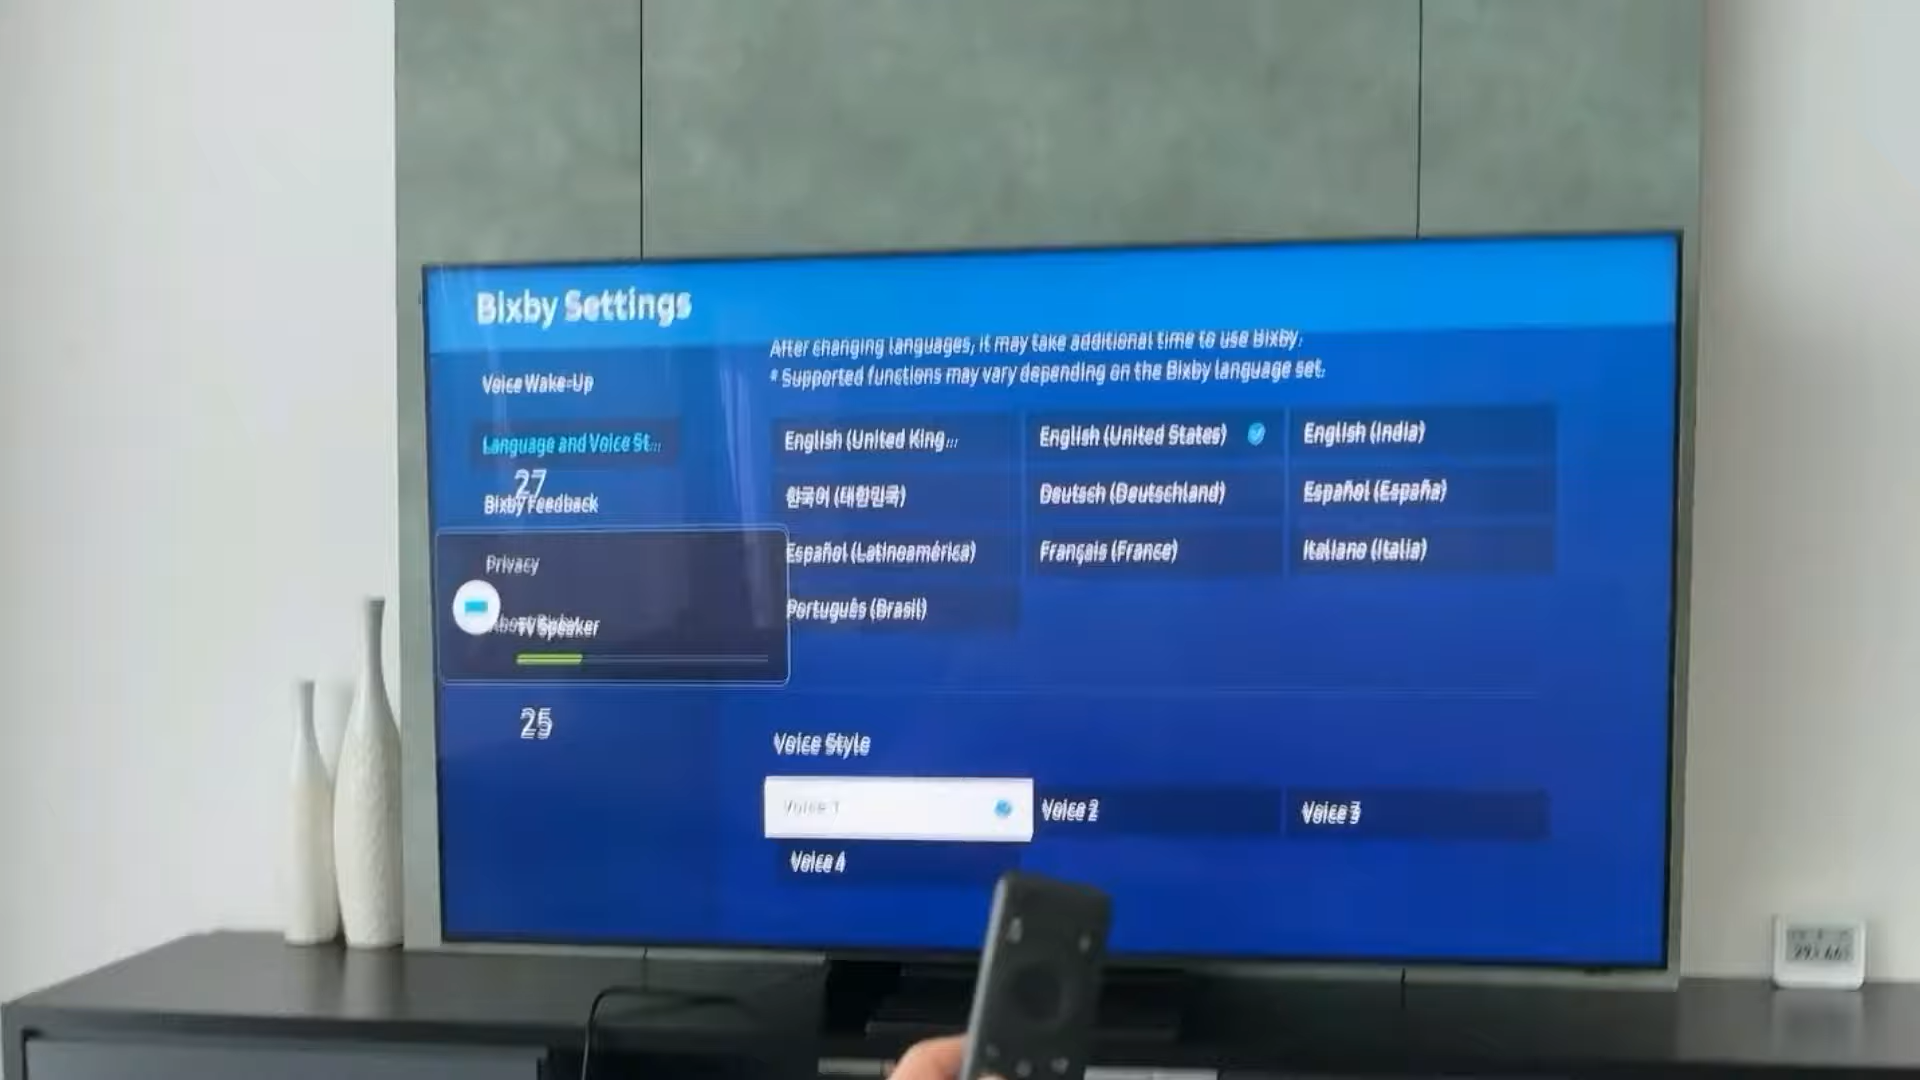 Bixby Settings
After changing languages, it may take additional time to use Bixby.
* Supported functions may vary depending on the Bixby language set.
Voice Wake-Up
Language and Voice St...
27
Bixby Feedback
Privacy
About Bixby
TV Speaker
25
English (United King...
English (United States)
English (India)
한국어 (대한민국)
Deutsch (Deutschland)
Español (España)
Español (Latinoamérica)
Français (France)
Italiano (Italia)
Português (Brasil)
Voice Style
Voice 1
Voice 2
Voice 3
Voice 4